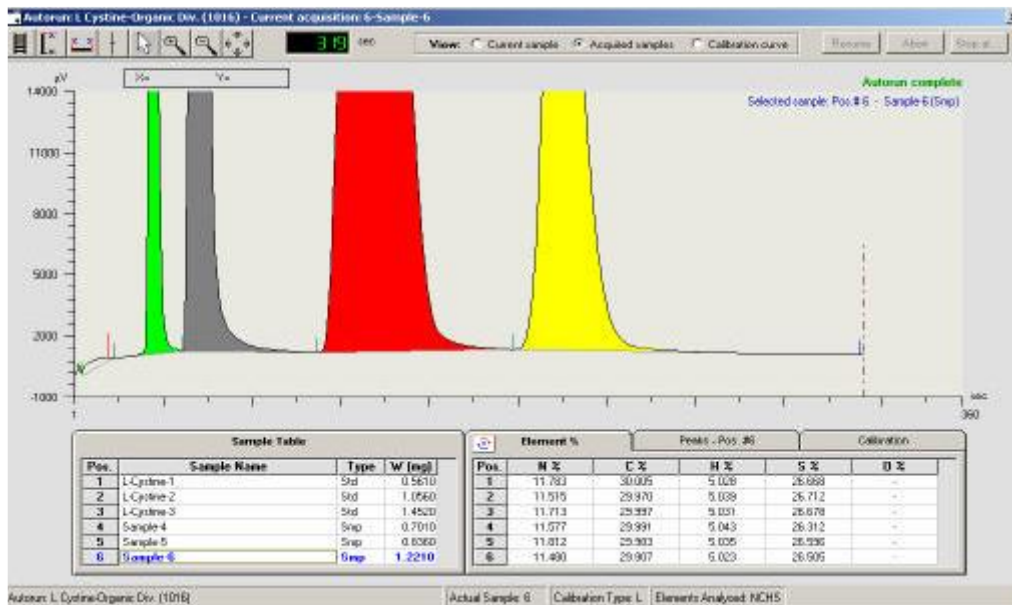 Autorun: L Cystine-Organic Div. (1016) - Current acquisition: 6-Sample-6
319 sec View: Current sample Acquired samples Calibration curve Resume Abort Stop at...
µV X= Y=
Autorun complete
Selected sample: Pos.# 6 - Sample-6 (Smp)
14000
11000
8000
5000
2000
-1000
1 360 sec
Sample Table
Pos. Sample Name Type W (mg)
1 L-Cystine-1 Std 0.5610
2 L-Cystine-2 Std 1.0560
3 L-Cystine-3 Std 1.4520
4 Sample-4 Smp 0.7010
5 Sample-5 Smp 0.8360
6 Sample-6 Smp 1.2210
Element % Peaks - Pos. #6 Calibration
Pos. N % C % H % S % O %
1 11.783 30.005 5.028 26.668 -
2 11.515 29.970 5.039 26.712 -
3 11.713 29.997 5.031 26.678 -
4 11.577 29.991 5.043 26.312 -
5 11.812 29.983 5.035 26.596 -
6 11.480 29.907 5.023 26.505 -
Autorun: L Cystine-Organic Div. (1016) Actual Sample: 6 Calibration Type: L Elements Analysed: NCHS